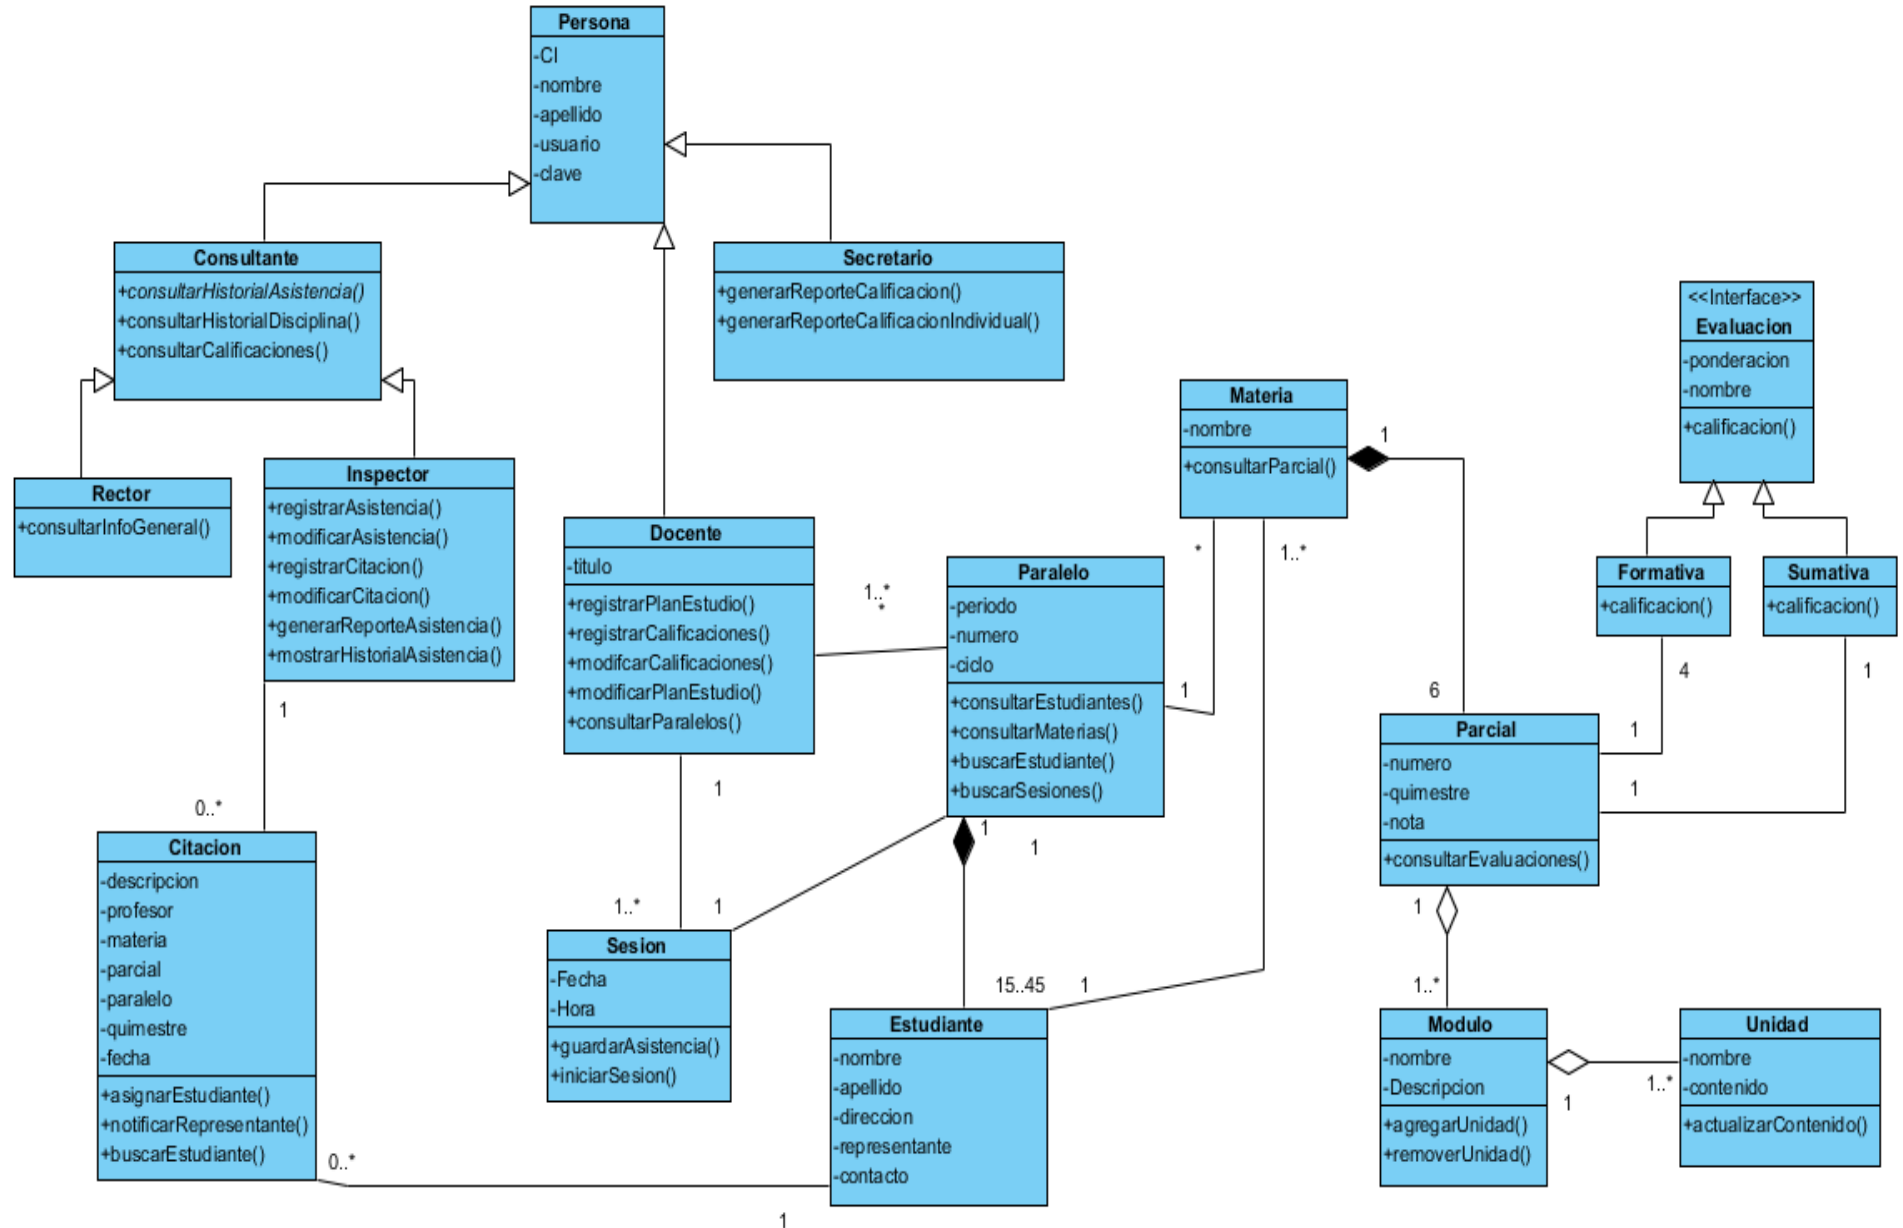 Persona
-CI
-nombre
-apellido
-usuario
-clave
Consultante
+consultarHistorialAsistencia()
+consultarHistorialDisciplina()
+consultarCalificaciones()
Secretario
+generarReporteCalificacion()
+generarReporteCalificacionIndividual()
<<Interface>>
Evaluacion
-ponderacion
-nombre
+calificacion()
Materia
-nombre
+consultarParcial()
1
Rector
+consultarInfoGeneral()
Inspector
+registrarAsistencia()
+modificarAsistencia()
+registrarCitacion()
+modificarCitacion()
+generarReporteAsistencia()
+mostrarHistorialAsistencia()
Docente
-titulo
+registrarPlanEstudio()
+registrarCalificaciones()
+modifcarCalificaciones()
+modificarPlanEstudio()
+consultarParalelos()
1..*
*
Paralelo
-periodo
-numero
-ciclo
+consultarEstudiantes()
+consultarMaterias()
+buscarEstudiante()
+buscarSesiones()
*
1..*
1
Formativa
+calificacion()
Sumativa
+calificacion()
4
1
6
1
1
Parcial
-numero
-quimestre
-nota
+consultarEvaluaciones()
1
0..*
1
1
1
Citacion
-descripcion
-profesor
-materia
-parcial
-paralelo
-quimestre
-fecha
+asignarEstudiante()
+notificarRepresentante()
+buscarEstudiante()
1..*
1
Sesion
-Fecha
-Hora
+guardarAsistencia()
+iniciarSesion()
15..45
1
Estudiante
-nombre
-apellido
-direccion
-representante
-contacto
0..*
1
1
1..*
Modulo
-nombre
-Descripcion
+agregarUnidad()
+removerUnidad()
1
1..*
Unidad
-nombre
-contenido
+actualizarContenido()